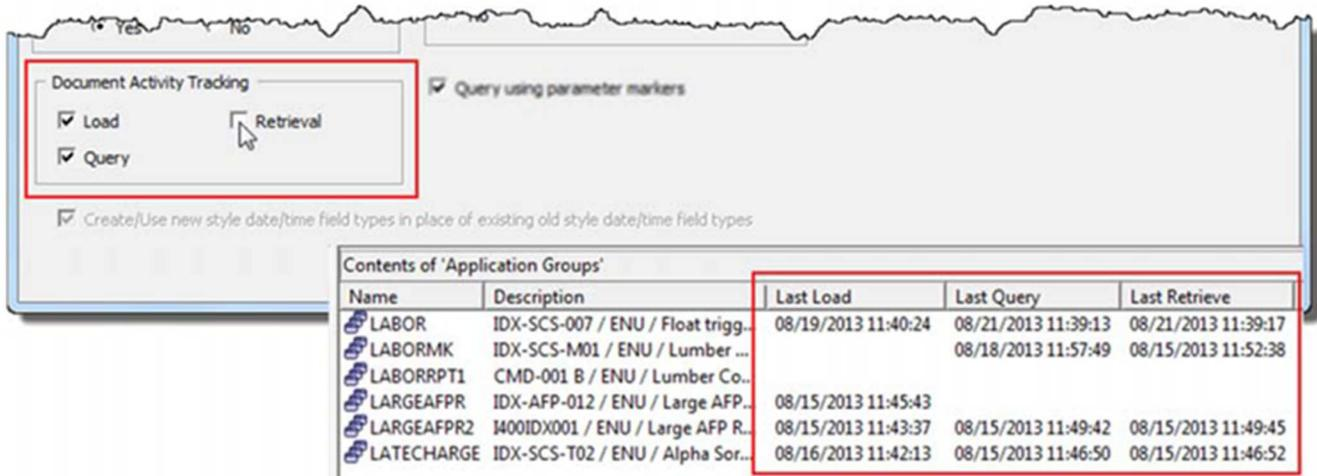 Yes No
Document Activity Tracking
Query using parameter markers
Load Retrieval
Query
Create/Use new style date/time field types in place of existing old style date/time field types
Contents of 'Application Groups'
Name Description Last Load Last Query Last Retrieve
LABOR IDX-SCS-007 / ENU / Float trigg... 08/19/2013 11:40:24 08/21/2013 11:39:13 08/21/2013 11:39:17
LABORMK IDX-SCS-M01 / ENU / Lumber ... 08/18/2013 11:57:49 08/15/2013 11:52:38
LABORRPT1 CMD-001 B / ENU / Lumber Co...
LARGEAFPR IDX-AFP-012 / ENU / Large AFP... 08/15/2013 11:45:43
LARGEAFPR2 I400IDX001 / ENU / Large AFP R... 08/15/2013 11:43:37 08/15/2013 11:49:42 08/15/2013 11:49:45
LATECHARGE IDX-SCS-T02 / ENU / Alpha Sor... 08/16/2013 11:42:13 08/15/2013 11:46:50 08/15/2013 11:46:52